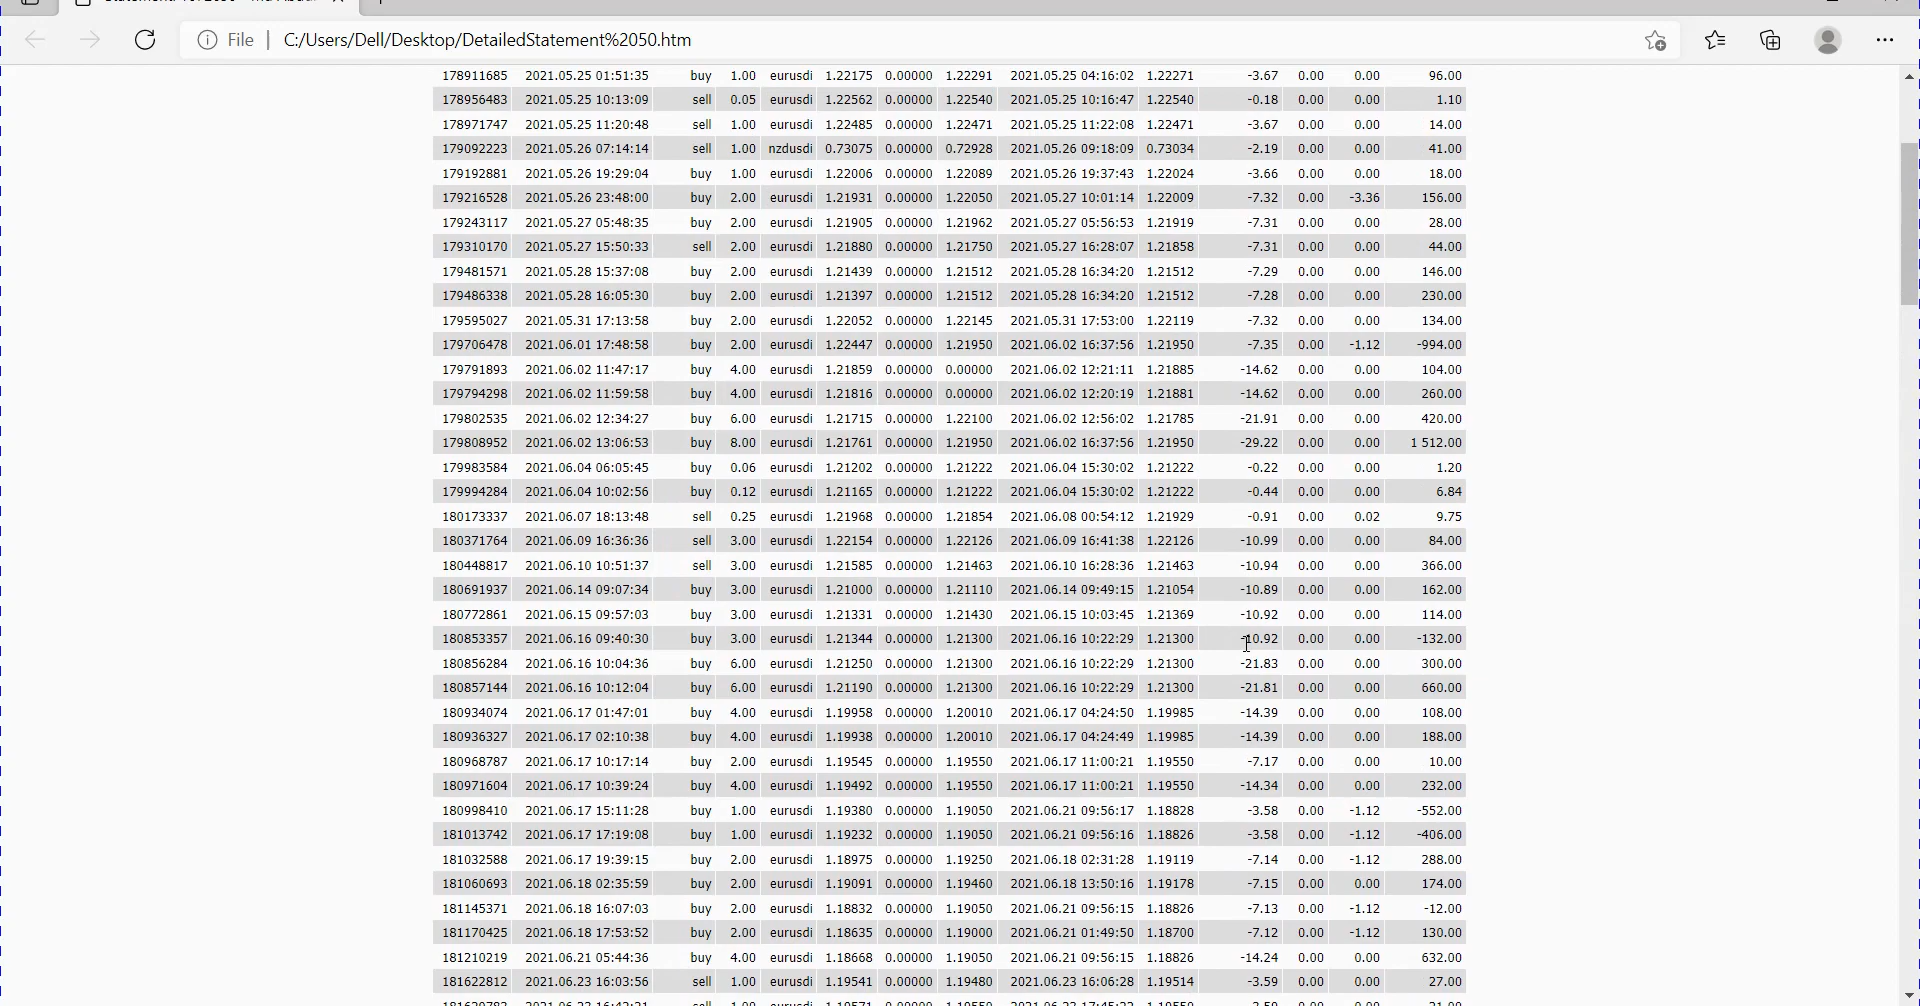 File | C:/Users/Dell/Desktop/DetailedStatement%2050.htm
178911685 2021.05.25 01:51:35 buy 1.00 eurusdi 1.22175 0.00000 1.22291 2021.05.25 04:16:02 1.22271 -3.67 0.00 0.00 96.00
178956483 2021.05.25 10:13:09 sell 0.05 eurusdi 1.22562 0.00000 1.22540 2021.05.25 10:16:47 1.22540 -0.18 0.00 0.00 1.10
178971747 2021.05.25 11:20:48 sell 1.00 eurusdi 1.22485 0.00000 1.22471 2021.05.25 11:22:08 1.22471 -3.67 0.00 0.00 14.00
179092223 2021.05.26 07:14:14 sell 1.00 nzdusdi 0.73075 0.00000 0.72928 2021.05.26 09:18:09 0.73034 -2.19 0.00 0.00 41.00
179192881 2021.05.26 19:29:04 buy 1.00 eurusdi 1.22006 0.00000 1.22089 2021.05.26 19:37:43 1.22024 -3.66 0.00 0.00 18.00
179216528 2021.05.26 23:48:00 buy 2.00 eurusdi 1.21931 0.00000 1.22050 2021.05.27 10:01:14 1.22009 -7.32 0.00 -3.36 156.00
179243117 2021.05.27 05:48:35 buy 2.00 eurusdi 1.21905 0.00000 1.21962 2021.05.27 05:56:53 1.21919 -7.31 0.00 0.00 28.00
179310170 2021.05.27 15:50:33 sell 2.00 eurusdi 1.21880 0.00000 1.21750 2021.05.27 16:28:07 1.21858 -7.31 0.00 0.00 44.00
179481571 2021.05.28 15:37:08 buy 2.00 eurusdi 1.21439 0.00000 1.21512 2021.05.28 16:34:20 1.21512 -7.29 0.00 0.00 146.00
179486338 2021.05.28 16:05:30 buy 2.00 eurusdi 1.21397 0.00000 1.21512 2021.05.28 16:34:20 1.21512 -7.28 0.00 0.00 230.00
179595027 2021.05.31 17:13:58 buy 2.00 eurusdi 1.22052 0.00000 1.22145 2021.05.31 17:53:00 1.22119 -7.32 0.00 0.00 134.00
179706478 2021.06.01 17:48:58 buy 2.00 eurusdi 1.22447 0.00000 1.21950 2021.06.02 16:37:56 1.21950 -7.35 0.00 -1.12 -994.00
179791893 2021.06.02 11:47:17 buy 4.00 eurusdi 1.21859 0.00000 0.00000 2021.06.02 12:21:11 1.21885 -14.62 0.00 0.00 104.00
179794298 2021.06.02 11:59:58 buy 4.00 eurusdi 1.21816 0.00000 0.00000 2021.06.02 12:20:19 1.21881 -14.62 0.00 0.00 260.00
179802535 2021.06.02 12:34:27 buy 6.00 eurusdi 1.21715 0.00000 1.22100 2021.06.02 12:56:02 1.21785 -21.91 0.00 0.00 420.00
179808952 2021.06.02 13:06:53 buy 8.00 eurusdi 1.21761 0.00000 1.21950 2021.06.02 16:37:56 1.21950 -29.22 0.00 0.00 1 512.00
179983584 2021.06.04 06:05:45 buy 0.06 eurusdi 1.21202 0.00000 1.21222 2021.06.04 15:30:02 1.21222 -0.22 0.00 0.00 1.20
179994284 2021.06.04 10:02:56 buy 0.12 eurusdi 1.21165 0.00000 1.21222 2021.06.04 15:30:02 1.21222 -0.44 0.00 0.00 6.84
180173337 2021.06.07 18:13:48 sell 0.25 eurusdi 1.21968 0.00000 1.21854 2021.06.08 00:54:12 1.21929 -0.91 0.00 0.02 9.75
180371764 2021.06.09 16:36:36 sell 3.00 eurusdi 1.22154 0.00000 1.22126 2021.06.09 16:41:38 1.22126 -10.99 0.00 0.00 84.00
180448817 2021.06.10 10:51:37 sell 3.00 eurusdi 1.21585 0.00000 1.21463 2021.06.10 16:28:36 1.21463 -10.94 0.00 0.00 366.00
180691937 2021.06.14 09:07:34 buy 3.00 eurusdi 1.21000 0.00000 1.21110 2021.06.14 09:49:15 1.21054 -10.89 0.00 0.00 162.00
180772861 2021.06.15 09:57:03 buy 3.00 eurusdi 1.21331 0.00000 1.21430 2021.06.15 10:03:45 1.21369 -10.92 0.00 0.00 114.00
180853357 2021.06.16 09:40:30 buy 3.00 eurusdi 1.21344 0.00000 1.21300 2021.06.16 10:22:29 1.21300 -10.92 0.00 0.00 -132.00
180856284 2021.06.16 10:04:36 buy 6.00 eurusdi 1.21250 0.00000 1.21300 2021.06.16 10:22:29 1.21300 -21.83 0.00 0.00 300.00
180857144 2021.06.16 10:12:04 buy 6.00 eurusdi 1.21190 0.00000 1.21300 2021.06.16 10:22:29 1.21300 -21.81 0.00 0.00 660.00
180934074 2021.06.17 01:47:01 buy 4.00 eurusdi 1.19958 0.00000 1.20010 2021.06.17 04:24:50 1.19985 -14.39 0.00 0.00 108.00
180936327 2021.06.17 02:10:38 buy 4.00 eurusdi 1.19938 0.00000 1.20010 2021.06.17 04:24:49 1.19985 -14.39 0.00 0.00 188.00
180968787 2021.06.17 10:17:14 buy 2.00 eurusdi 1.19545 0.00000 1.19550 2021.06.17 11:00:21 1.19550 -7.17 0.00 0.00 10.00
180971604 2021.06.17 10:39:24 buy 4.00 eurusdi 1.19492 0.00000 1.19550 2021.06.17 11:00:21 1.19550 -14.34 0.00 0.00 232.00
180998410 2021.06.17 15:11:28 buy 1.00 eurusdi 1.19380 0.00000 1.19050 2021.06.21 09:56:17 1.18828 -3.58 0.00 -1.12 -552.00
181013742 2021.06.17 17:19:08 buy 1.00 eurusdi 1.19232 0.00000 1.19050 2021.06.21 09:56:16 1.18826 -3.58 0.00 -1.12 -406.00
181032588 2021.06.17 19:39:15 buy 2.00 eurusdi 1.18975 0.00000 1.19250 2021.06.18 02:31:28 1.19119 -7.14 0.00 -1.12 288.00
181060693 2021.06.18 02:35:59 buy 2.00 eurusdi 1.19091 0.00000 1.19460 2021.06.18 13:50:16 1.19178 -7.15 0.00 0.00 174.00
181145371 2021.06.18 16:07:03 buy 2.00 eurusdi 1.18832 0.00000 1.19050 2021.06.21 09:56:15 1.18826 -7.13 0.00 -1.12 -12.00
181170425 2021.06.18 17:53:52 buy 2.00 eurusdi 1.18635 0.00000 1.19000 2021.06.21 01:49:50 1.18700 -7.12 0.00 -1.12 130.00
181210219 2021.06.21 05:44:36 buy 4.00 eurusdi 1.18668 0.00000 1.19050 2021.06.21 09:56:15 1.18826 -14.24 0.00 0.00 632.00
181622812 2021.06.23 16:03:56 sell 1.00 eurusdi 1.19541 0.00000 1.19480 2021.06.23 16:06:28 1.19514 -3.59 0.00 0.00 27.00